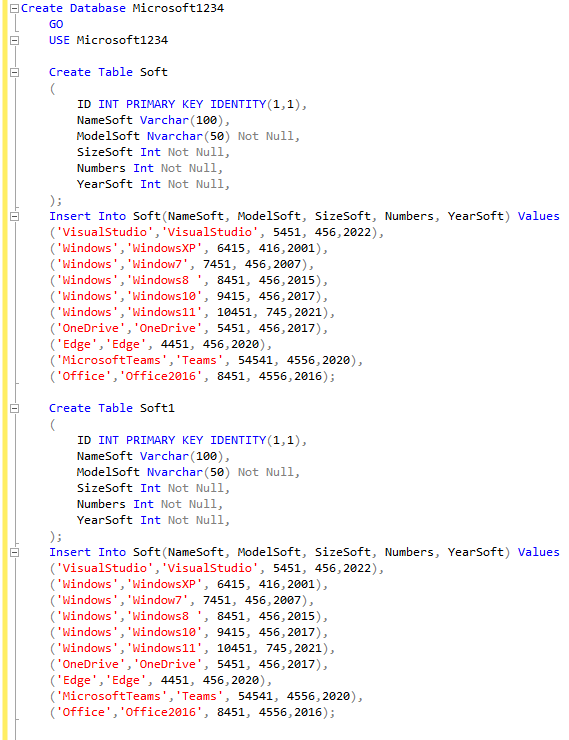 Create Database Microsoft1234
GO
USE Microsoft1234
Create Table Soft
(
ID INT PRIMARY KEY IDENTITY(1,1),
NameSoft Varchar(100),
ModelSoft Nvarchar(50) Not Null,
SizeSoft Int Not Null,
Numbers Int Not Null,
YearSoft Int Not Null,
);
Insert Into Soft(NameSoft, ModelSoft, SizeSoft, Numbers, YearSoft) Values
('VisualStudio','VisualStudio', 5451, 456,2022),
('Windows','WindowsXP', 6415, 416,2001),
('Windows','Window7', 7451, 456,2007),
('Windows','Windows8 ', 8451, 456,2015),
('Windows','Windows10', 9415, 456,2017),
('Windows','Windows11', 10451, 745,2021),
('OneDrive','OneDrive', 5451, 456,2017),
('Edge','Edge', 4451, 456,2020),
('MicrosoftTeams','Teams', 54541, 4556,2020),
('Office','Office2016', 8451, 4556,2016);
Create Table Soft1
(
ID INT PRIMARY KEY IDENTITY(1,1),
NameSoft Varchar(100),
ModelSoft Nvarchar(50) Not Null,
SizeSoft Int Not Null,
Numbers Int Not Null,
YearSoft Int Not Null,
);
Insert Into Soft(NameSoft, ModelSoft, SizeSoft, Numbers, YearSoft) Values
('VisualStudio','VisualStudio', 5451, 456,2022),
('Windows','WindowsXP', 6415, 416,2001),
('Windows','Window7', 7451, 456,2007),
('Windows','Windows8 ', 8451, 456,2015),
('Windows','Windows10', 9415, 456,2017),
('Windows','Windows11', 10451, 745,2021),
('OneDrive','OneDrive', 5451, 456,2017),
('Edge','Edge', 4451, 456,2020),
('MicrosoftTeams','Teams', 54541, 4556,2020),
('Office','Office2016', 8451, 4556,2016);